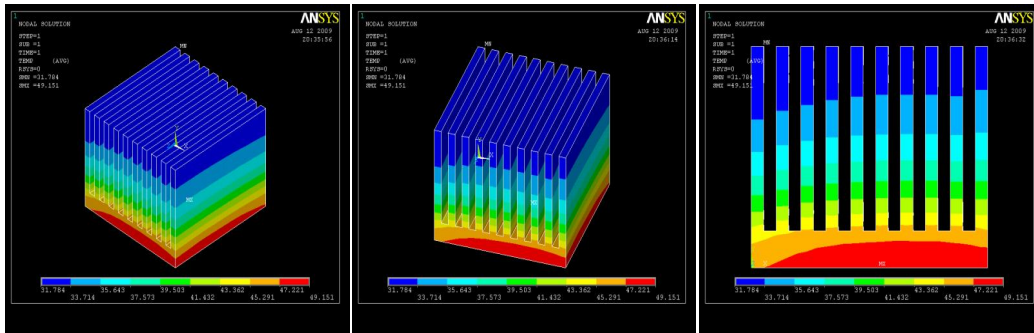 1
NODAL SOLUTION
STEP=1
SUB =1
TIME=1
TEMP (AVG)
RSYS=0
SMN =31.784
SMX =49.151
ANSYS
AUG 12 2009
20:35:56
MN
Y
X
MX
31.784 35.643 39.503 43.362 47.221
33.714 37.573 41.432 45.291 49.151
1
NODAL SOLUTION
STEP=1
SUB =1
TIME=1
TEMP (AVG)
RSYS=0
SMN =31.784
SMX =49.151
ANSYS
AUG 12 2009
20:36:14
MN
X
MX
31.784 35.643 39.503 43.362 47.221
33.714 37.573 41.432 45.291 49.151
1
NODAL SOLUTION
STEP=1
SUB =1
TIME=1
TEMP (AVG)
RSYS=0
SMN =31.784
SMX =49.151
ANSYS
AUG 12 2009
20:36:32
MN
MX
31.784 35.643 39.503 43.362 47.221
33.714 37.573 41.432 45.291 49.151